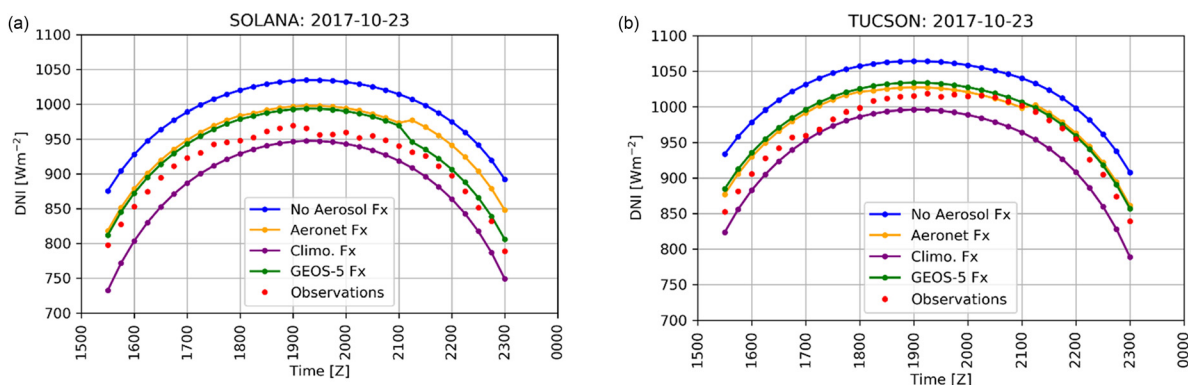 (a)
SOLANA: 2017-10-23
1100
1050
1000
950
900
850
800
750
700
DNI [Wm−2]
No Aerosol Fx
Aeronet Fx
Climo. Fx
GEOS-5 Fx
Observations
1500
1600
1700
1800
1900
2000
2100
2200
2300
0000
Time [Z]
(b)
TUCSON: 2017-10-23
1100
1050
1000
950
900
850
800
750
700
DNI [Wm−2]
No Aerosol Fx
Aeronet Fx
Climo. Fx
GEOS-5 Fx
Observations
1500
1600
1700
1800
1900
2000
2100
2200
2300
0000
Time [Z]